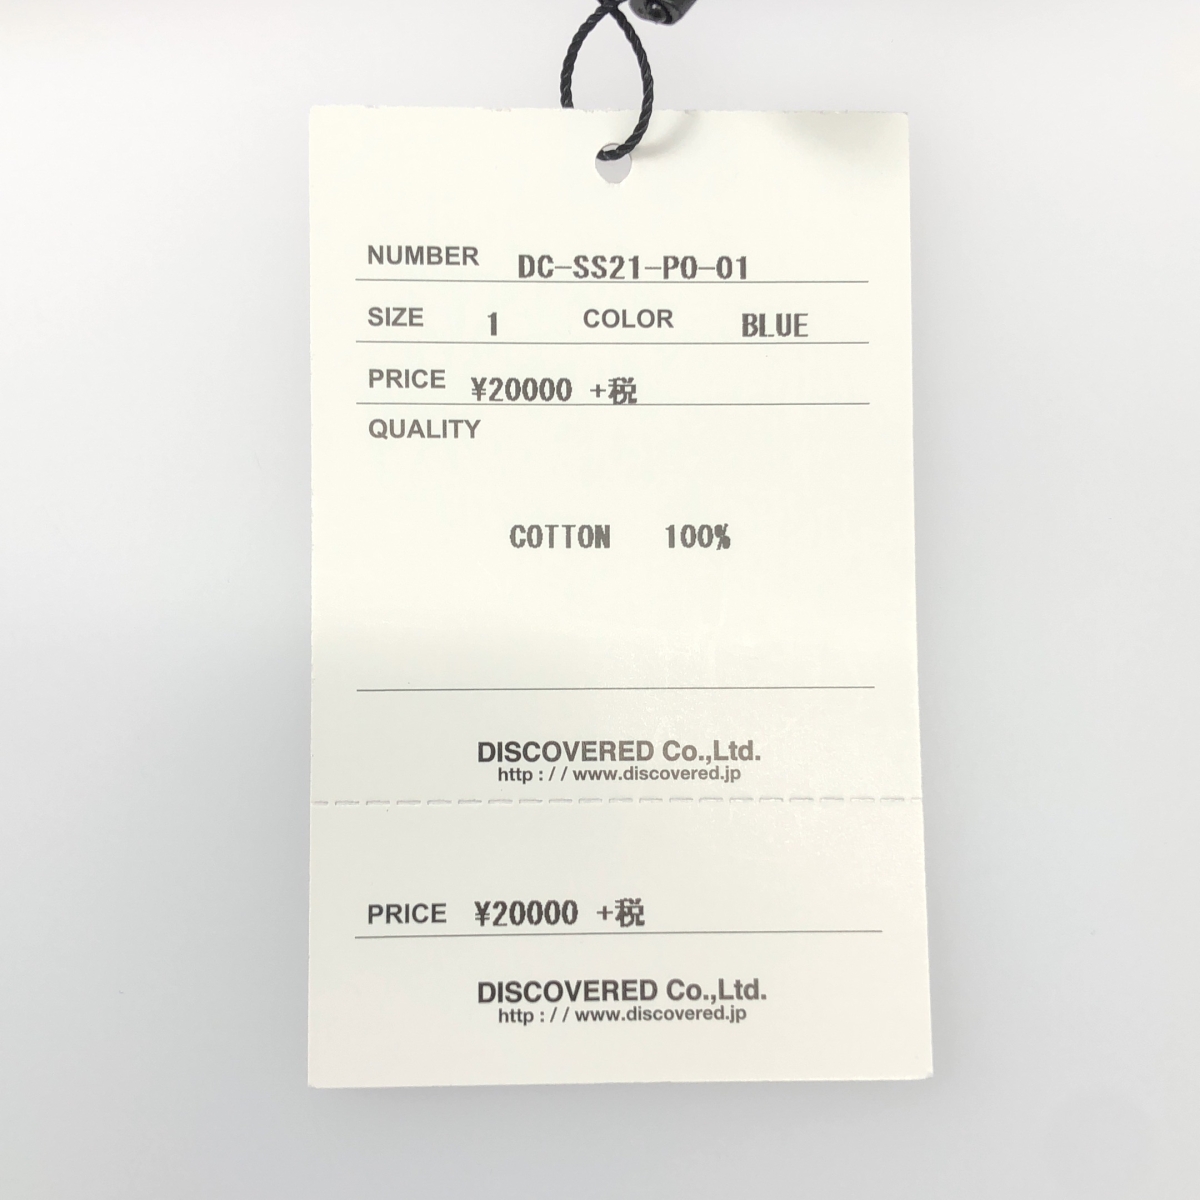 NUMBER DC-SS21-PO-01
SIZE 1 COLOR BLUE
PRICE ¥20000 +税
QUALITY
COTTON 100%
DISCOVERED Co.,Ltd.
http : / / www.discovered.jp
PRICE ¥20000 +税
DISCOVERED Co.,Ltd.
http : / / www.discovered.jp